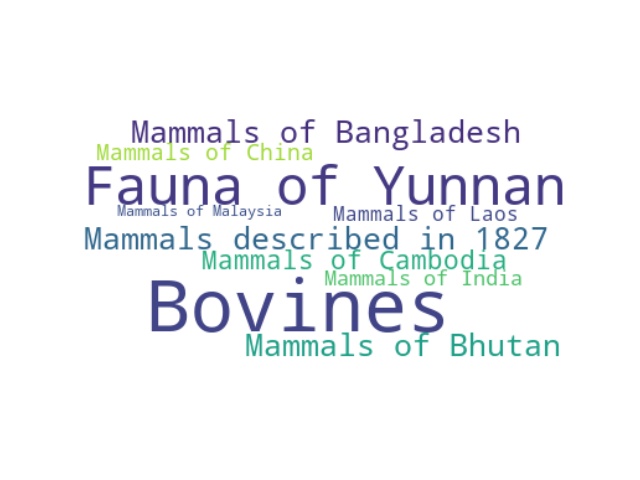 Mammals of Bangladesh
Mammals of China
Fauna of Yunnan
Mammals of Malaysia
Mammals of Laos
Mammals described in 1827
Mammals of Cambodia
Mammals of India
Bovines
Mammals of Bhutan